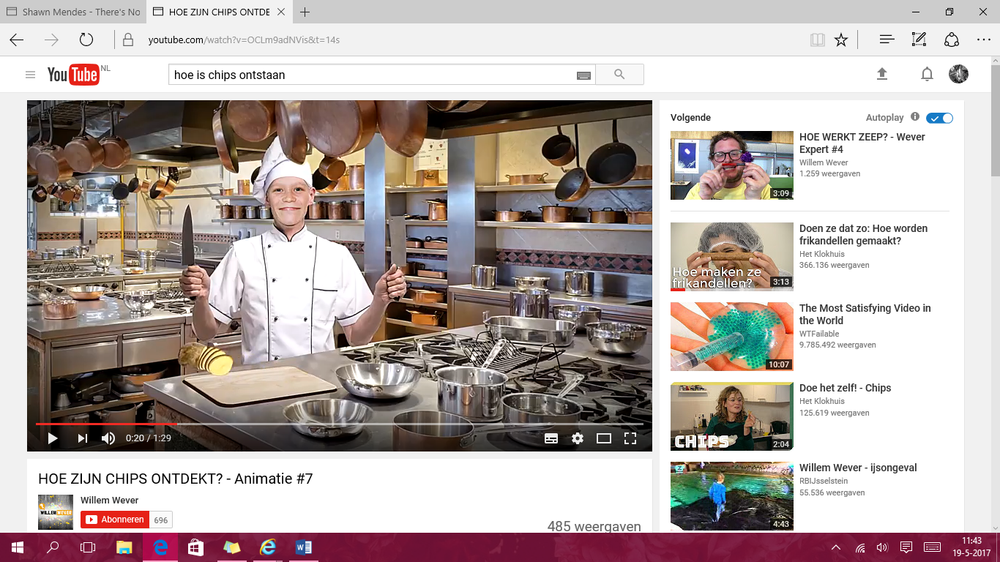 Shawn Mendes - There's No
HOE ZIJN CHIPS ONTDE
youtube.com/watch?v=OCLm9adNVis&t=14s
YouTube NL
hoe is chips ontstaan
Volgende
Autoplay
HOE WERKT ZEEP? - Wever
Expert #4
Willem Wever
1.259 weergaven
3:09
Doen ze dat zo: Hoe worden
frikandellen gemaakt?
Het Klokhuis
366.136 weergaven
Hoe maken ze
frikandellen?
3:13
The Most Satisfying Video in
the World
WTFailable
9.785.492 weergaven
10:07
Doe het zelf! - Chips
Het Klokhuis
125.619 weergaven
CHIPS
2:04
Willem Wever - ijsongeval
RBIJsselstein
55.536 weergaven
4:43
0:20 / 1:29
HOE ZIJN CHIPS ONTDEKT? - Animatie #7
WILLEM WEVER
Willem Wever
Abonneren 696
485 weergaven
11:43
19-5-2017